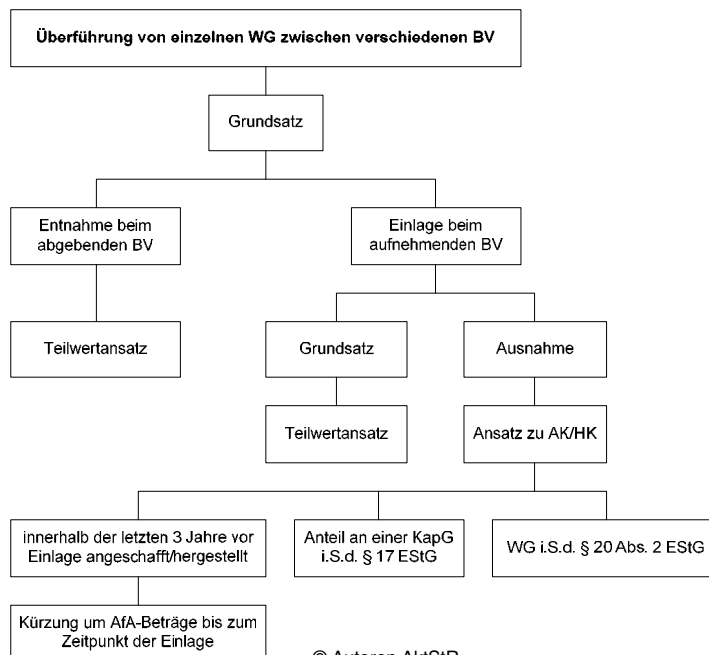 Überführung von einzelnen WG zwischen verschiedenen BV
Grundsatz
Entnahme beim
abgebenden BV
Einlage beim
aufnehmenden BV
Teilwertansatz
Grundsatz
Ausnahme
Teilwertansatz
Ansatz zu AK/HK
innerhalb der letzten 3 Jahre vor
Einlage angeschafft/hergestellt
Anteil an einer KapG
i.S.d. § 17 EStG
WG i.S.d. § 20 Abs. 2 EStG
Kürzung um AfA-Beträge bis zum
Zeitpunkt der Einlage
© Autoren AktStR